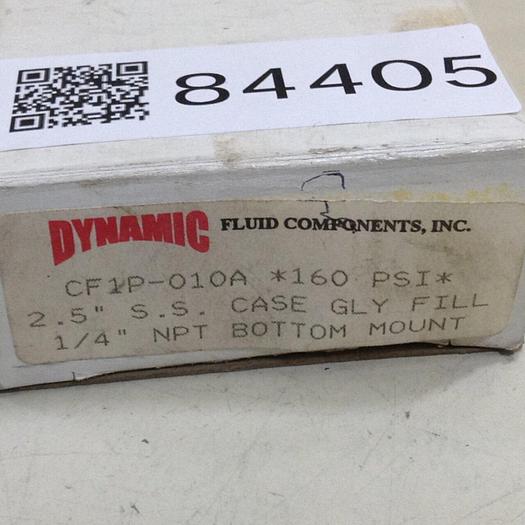 84405
DYNAMIC FLUID COMPONENTS, INC.
CF1P-010A *160 PSI*
2.5" S.S. CASE GLY FILL
1/4" NPT BOTTOM MOUNT